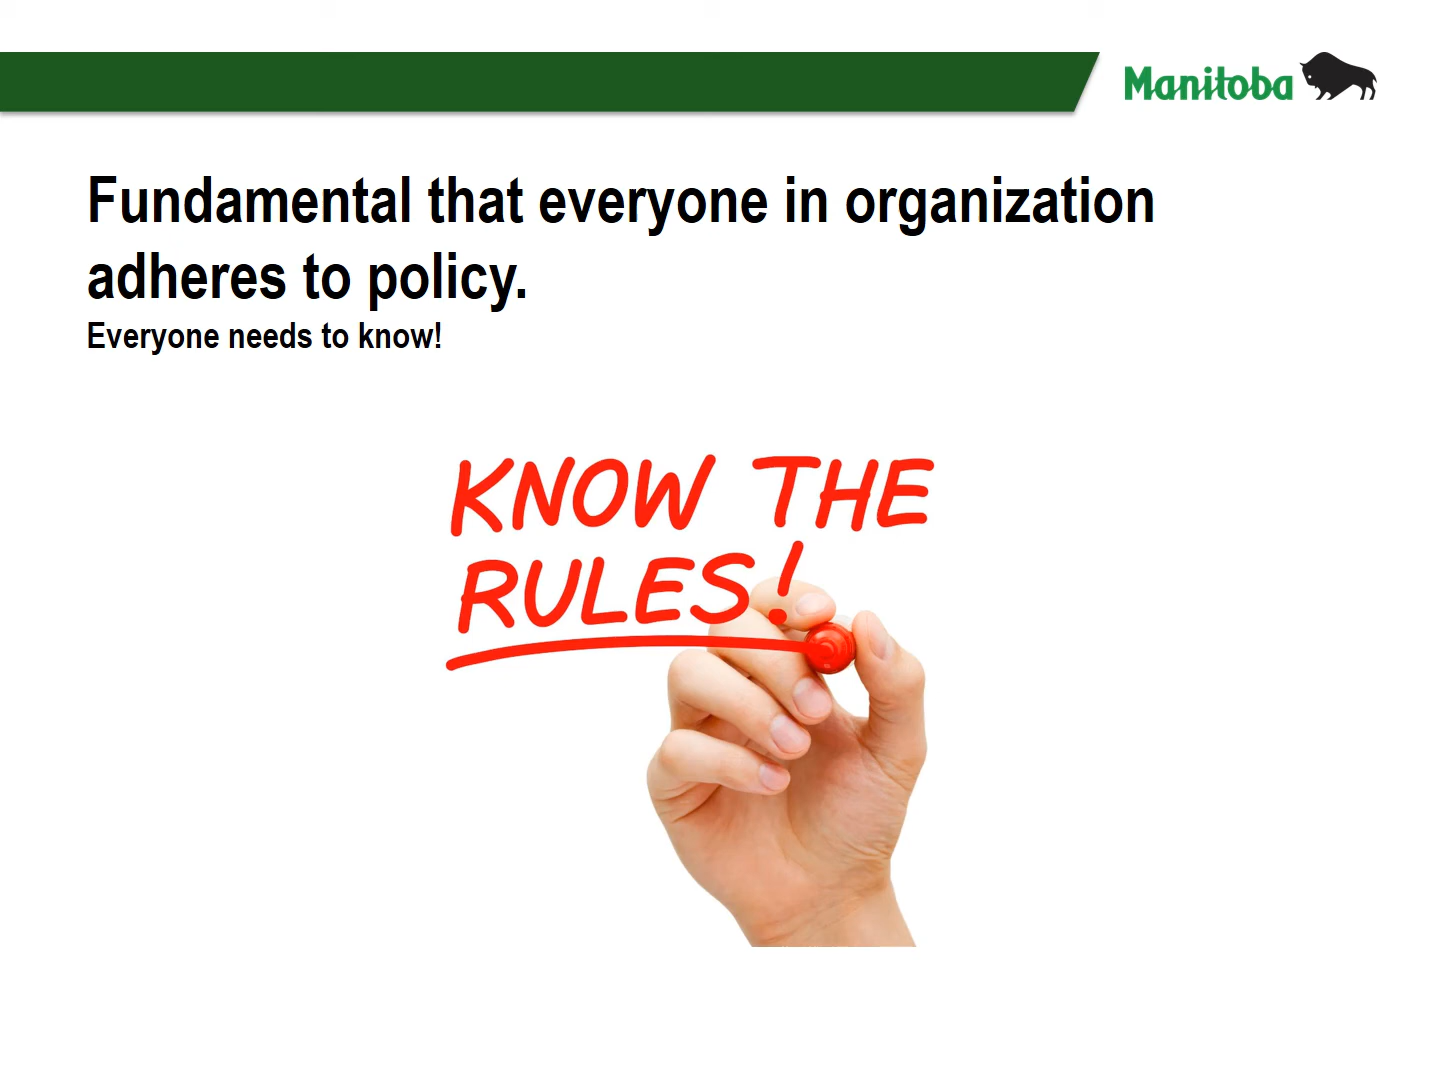 Manitoba
Fundamental that everyone in organization
adheres to policy.
Everyone needs to know!
KNOW THE
RULES!